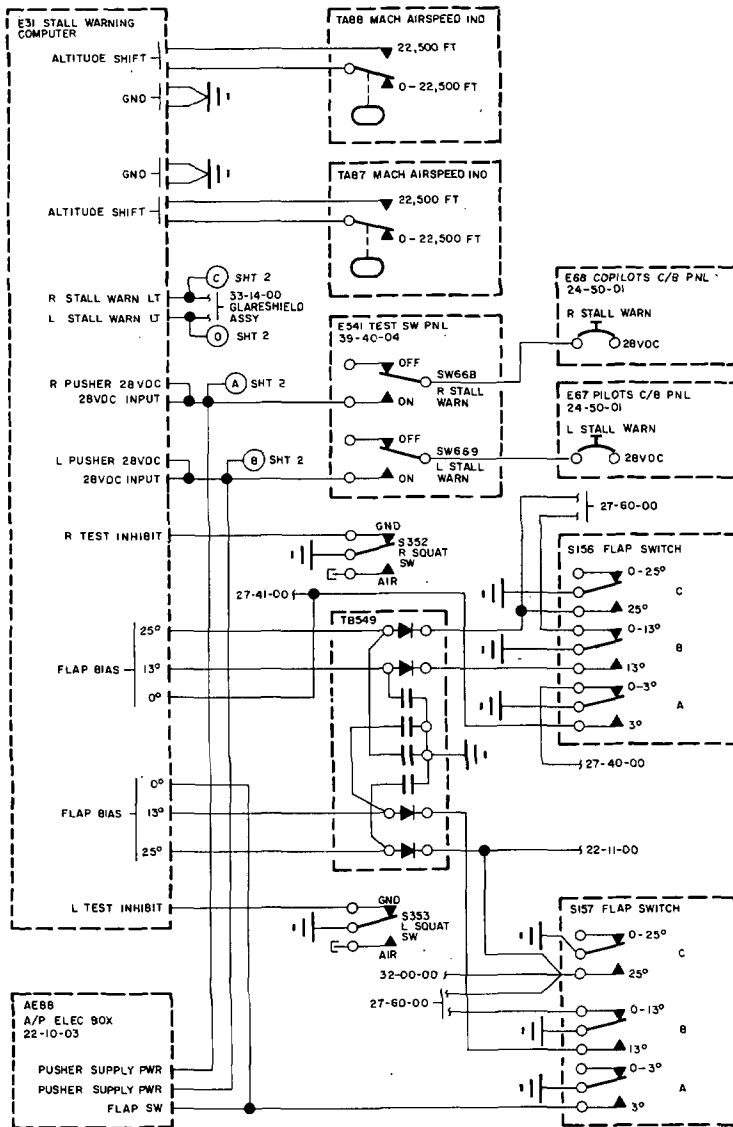 E31 STALL WARNING
COMPUTER
ALTITUDE SHIFT
GND
GND
ALTITUDE SHIFT
R STALL WARN LT
L STALL WARN LT
R PUSHER 28VDC
28VDC INPUT
L PUSHER 28VDC
28VDC INPUT
R TEST INHIBIT
25°
FLAP BIAS
13°
0°
0°
FLAP BIAS
13°
25°
L TEST INHIBIT
TA88 MACH AIRSPEED IND
22,500 FT
0-22,500 FT
TA87 MACH AIRSPEED IND
22,500 FT
0-22,500 FT
C SHT 2
33-14-00
GLARESHIELD
ASSY
D SHT 2
A SHT 2
B SHT 2
E541 TEST SW PNL
39-40-04
OFF
SW668
R STALL
WARN
ON
OFF
SW669
L STALL
WARN
ON
E68 COPILOTS C/B PNL
24-50-01
R STALL WARN
28VDC
E67 PILOTS C/B PNL
24-50-01
L STALL WARN
28VDC
27-60-00
GND
S352
R SQUAT
SW
AIR
27-41-00
TB549
S156 FLAP SWITCH
0-25°
C
25°
0-13°
B
13°
0-3°
A
3°
27-40-00
22-11-00
GND
S353
L SQUAT
SW
AIR
32-00-00
27-60-00
S157 FLAP SWITCH
0-25°
C
25°
0-13°
B
13°
0-3°
A
3°
AE88
A/P ELEC BOX
22-10-03
PUSHER SUPPLY PWR
PUSHER SUPPLY PWR
FLAP SW